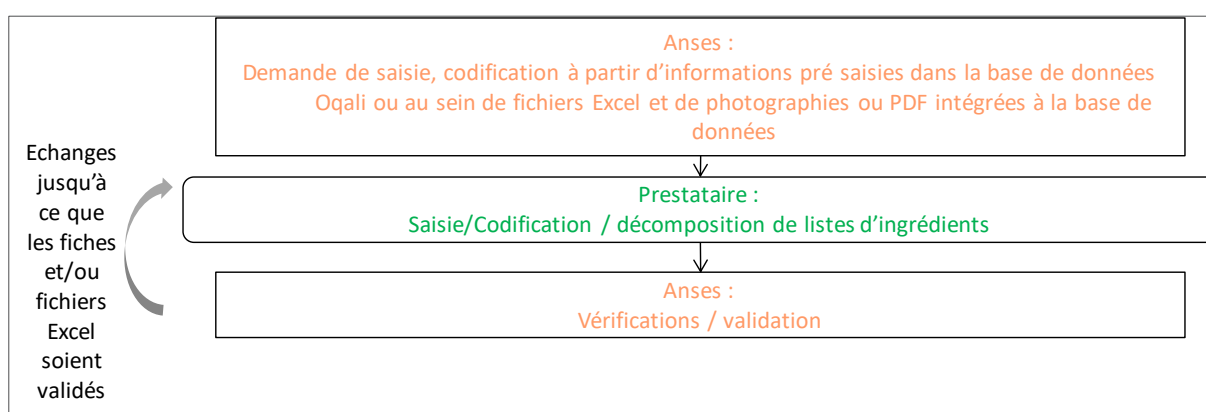 Anses :
Demande de saisie, codification à partir d’informations pré saisies dans la base de données
Oqali ou au sein de fichiers Excel et de photographies ou PDF intégrées à la base de
données
Echanges
jusqu’à
ce que
les fiches
et/ou
fichiers
Excel
soient
validés
Prestataire :
Saisie/Codification / décomposition de listes d’ingrédients
Anses :
Vérifications / validation